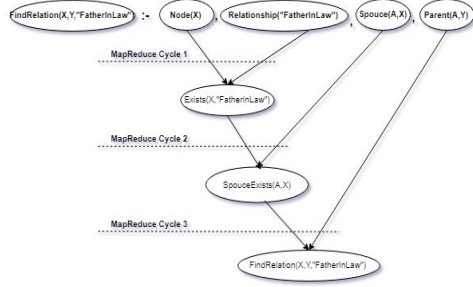 FindRelation(X,Y,"FatherInLaw") :- Node(X) , Relationship("FatherInLaw") , Spouce(A,X) , Parent(A,Y)
MapReduce Cycle 1
Exists(X,"FatherInLaw")
MapReduce Cycle 2
SpouceExists(A,X)
MapReduce Cycle 3
FindRelation(X,Y,"FatherInLaw")